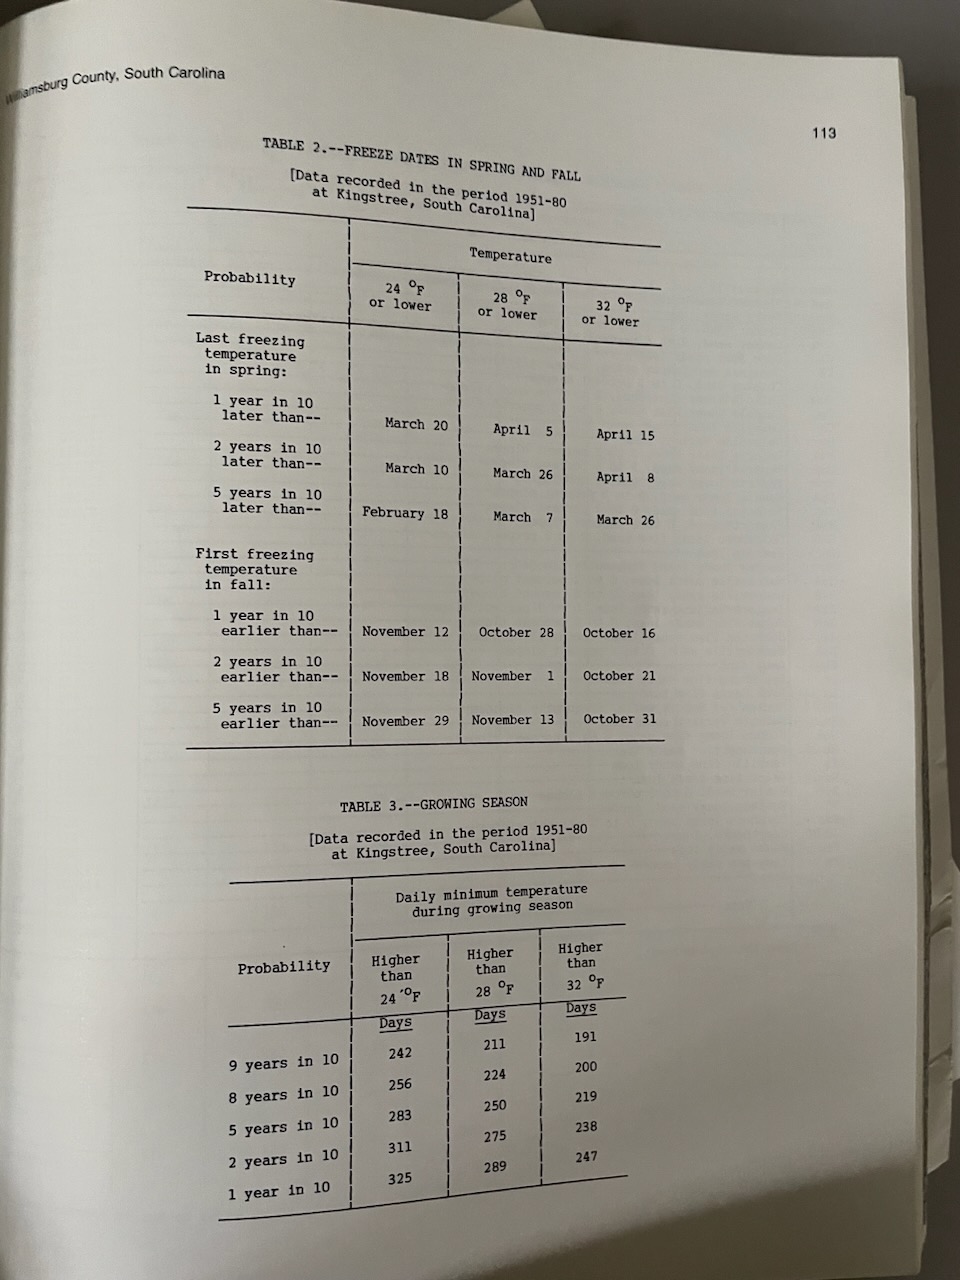 Williamsburg County, South Carolina
113
TABLE 2.--FREEZE DATES IN SPRING AND FALL
[Data recorded in the period 1951-80
at Kingstree, South Carolina]
Temperature
Probability
24 °F
or lower
28 °F
or lower
32 °F
or lower
Last freezing
temperature
in spring:
1 year in 10
later than-- March 20 April 5 April 15
2 years in 10
later than-- March 10 March 26 April 8
5 years in 10
later than-- February 18 March 7 March 26
First freezing
temperature
in fall:
1 year in 10
earlier than-- November 12 October 28 October 16
2 years in 10
earlier than-- November 18 November 1 October 21
5 years in 10
earlier than-- November 29 November 13 October 31
TABLE 3.--GROWING SEASON
[Data recorded in the period 1951-80
at Kingstree, South Carolina]
Daily minimum temperature
during growing season
Probability
Higher
than
24 °F
Higher
than
28 °F
Higher
than
32 °F
Days Days Days
9 years in 10 242 211 191
8 years in 10 256 224 200
5 years in 10 283 250 219
2 years in 10 311 275 238
1 year in 10 325 289 247